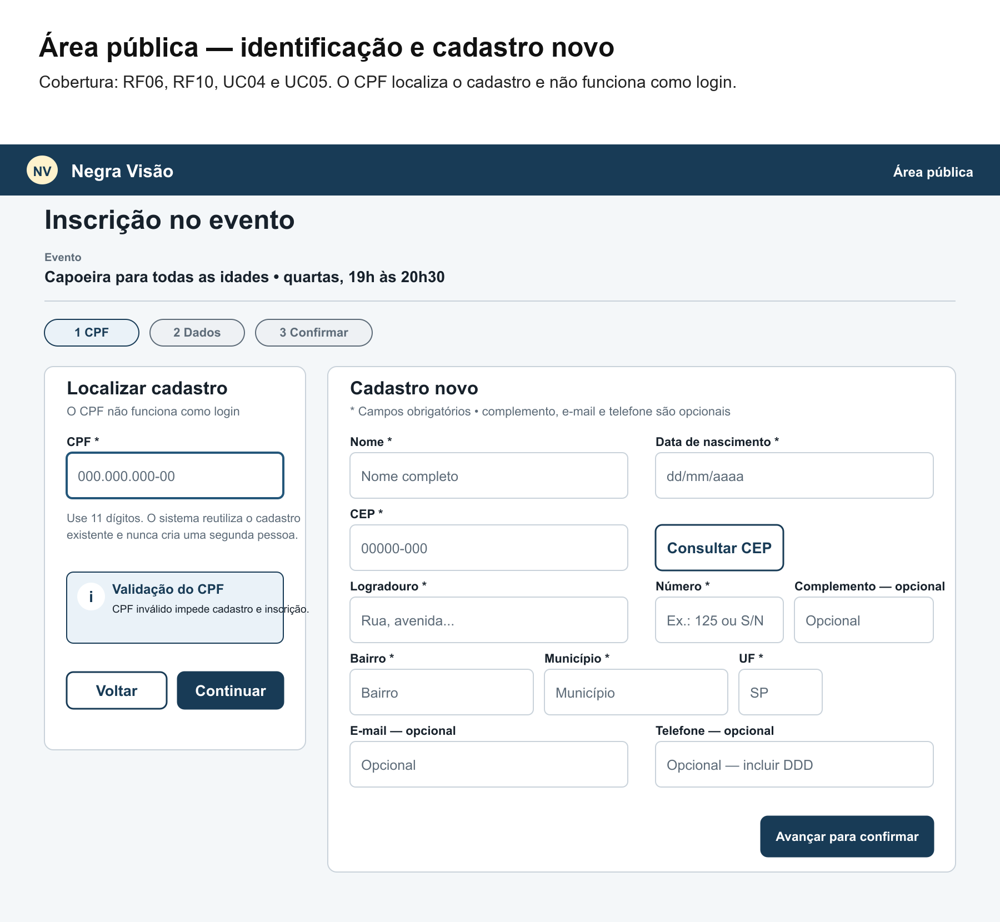 Área pública — identificação e cadastro novo
Cobertura: RF06, RF10, UC04 e UC05. O CPF localiza o cadastro e não funciona como login.
NV
Negra Visão
Área pública
Inscrição no evento
Evento
Capoeira para todas as idades • quartas, 19h às 20h30
1 CPF
2 Dados
3 Confirmar
Localizar cadastro
O CPF não funciona como login
CPF *
000.000.000-00
Use 11 dígitos. O sistema reutiliza o cadastro
existente e nunca cria uma segunda pessoa.
i
Validação do CPF
CPF inválido impede cadastro e inscrição.
Voltar
Continuar
Cadastro novo
* Campos obrigatórios • complemento, e-mail e telefone são opcionais
Nome *
Data de nascimento *
Nome completo
dd/mm/aaaa
CEP *
00000-000
Consultar CEP
Logradouro *
Número *
Complemento — opcional
Rua, avenida...
Ex.: 125 ou S/N
Opcional
Bairro *
Município *
UF *
Bairro
Município
SP
E-mail — opcional
Telefone — opcional
Opcional
Opcional — incluir DDD
Avançar para confirmar